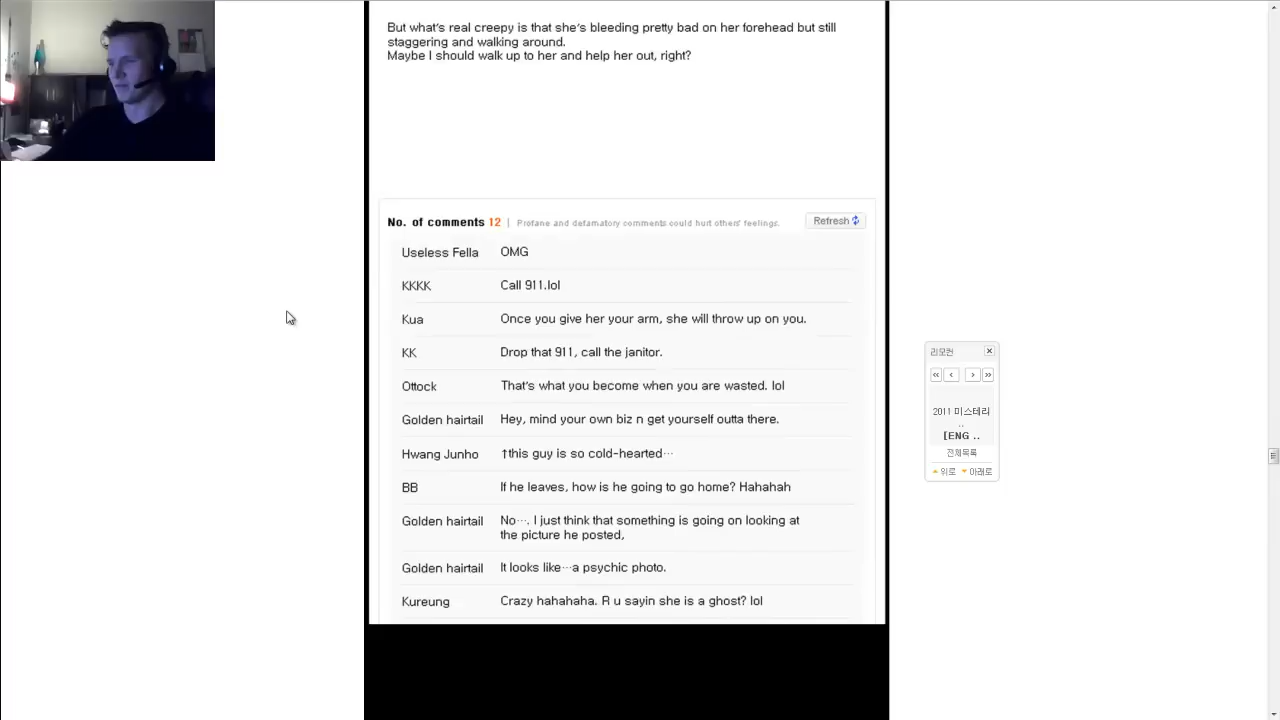 But what's real creepy is that she's bleeding pretty bad on her forehead but still
staggering and walking around.
Maybe I should walk up to her and help her out, right?
No. of comments 12 | Profane and defamatory comments could hurt others' feelings.
Refresh
Useless Fella OMG
KKKK Call 911.lol
Kua Once you give her your arm, she will throw up on you.
KK Drop that 911, call the janitor.
Ottock That's what you become when you are wasted. lol
Golden hairtail Hey, mind your own biz n get yourself outta there.
Hwang Junho ↑this guy is so cold-hearted…
BB If he leaves, how is he going to go home? Hahahah
Golden hairtail No…. I just think that something is going on looking at
the picture he posted,
Golden hairtail It looks like…a psychic photo.
Kureung Crazy hahahaha. R u sayin she is a ghost? lol
리모컨
2011 미스테리
..
[ENG ..
전체목록
위로 아래로